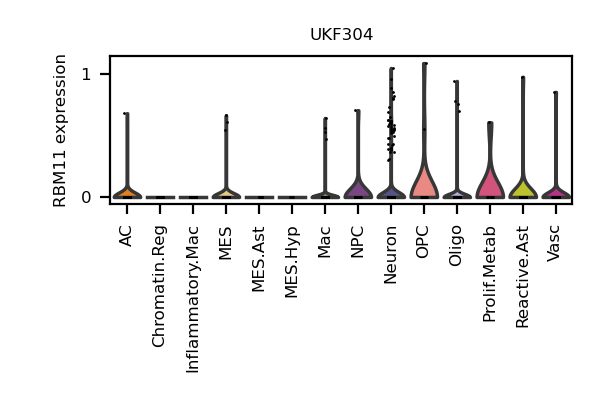 UKF304
RBM11 expression
1
0
AC
Chromatin.Reg
Inflammatory.Mac
MES
MES.Ast
MES.Hyp
Mac
NPC
Neuron
OPC
Oligo
Prolif.Metab
Reactive.Ast
Vasc